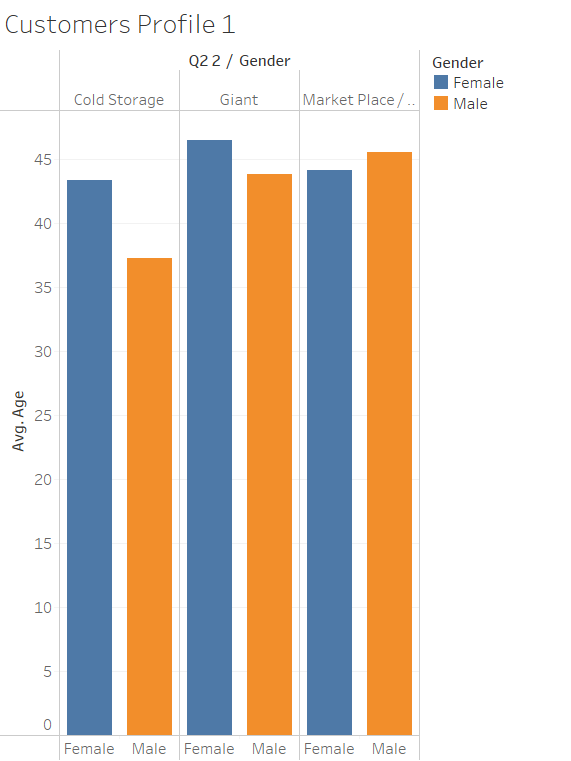 Customers Profile 1
Q2 2 / Gender
Cold Storage
Giant
Market Place / ..
Gender
Female
Male
45
40
35
30
25
20
15
10
5
0
Avg. Age
Female Male Female Male Female Male